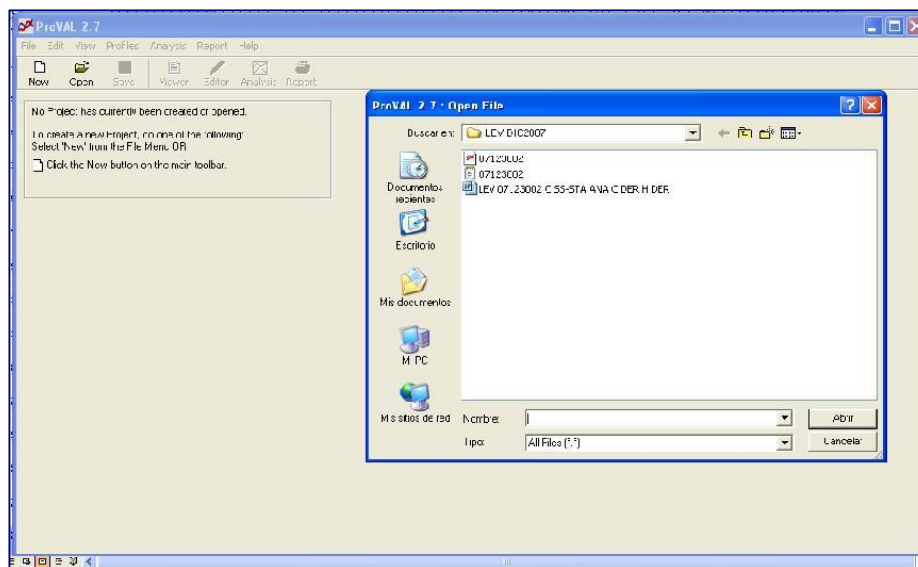 ProVAL 2.7
File Edit View Profiles Analysis Report Help
New Open Save Viewer Editor Analysis Report
No Project has currently been created or opened.
To create a new Project, do one of the following:
Select 'New' from the File Menu OR
Click the New button on the main toolbar.
ProVAL 2.7 - Open File
Buscar en: LEV DIC2007
07123002
07123002
LEV 07123002 C 55-STA ANA C DER H DER
Documentos recientes
Escritorio
Mis documentos
Mi PC
Mis sitios de red
Nombre:
Abrir
Tipo: All Files (*.*)
Cancelar